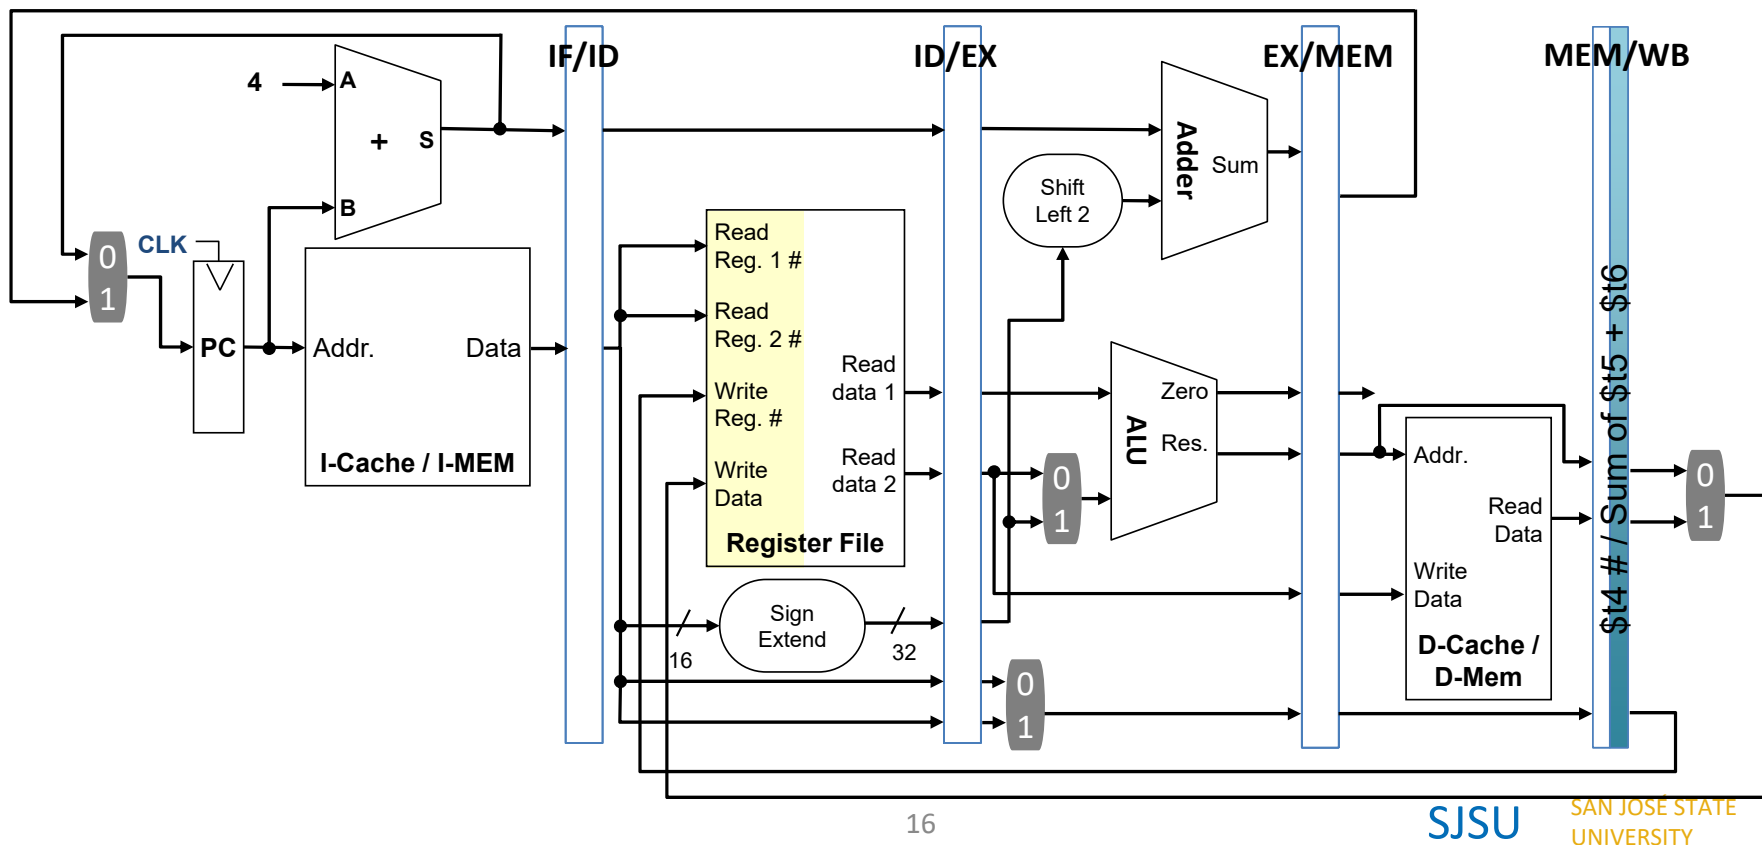 IF/ID
ID/EX
EX/MEM
MEM/WB
4
A
+
S
B
CLK
0
1
PC
Addr.
Data
I-Cache / I-MEM
Read
Reg. 1 #
Read
Reg. 2 #
Write
Reg. #
Write
Data
Read
data 1
Read
data 2
Register File
Sign
Extend
16
32
Shift
Left 2
Adder
Sum
0
1
ALU
Zero
Res.
0
1
Addr.
Read
Data
Write
Data
D-Cache /
D-Mem
$t4 # / Sum of $t5 + $t6
0
1
16
SJSU
SAN JOSÉ STATE
UNIVERSITY